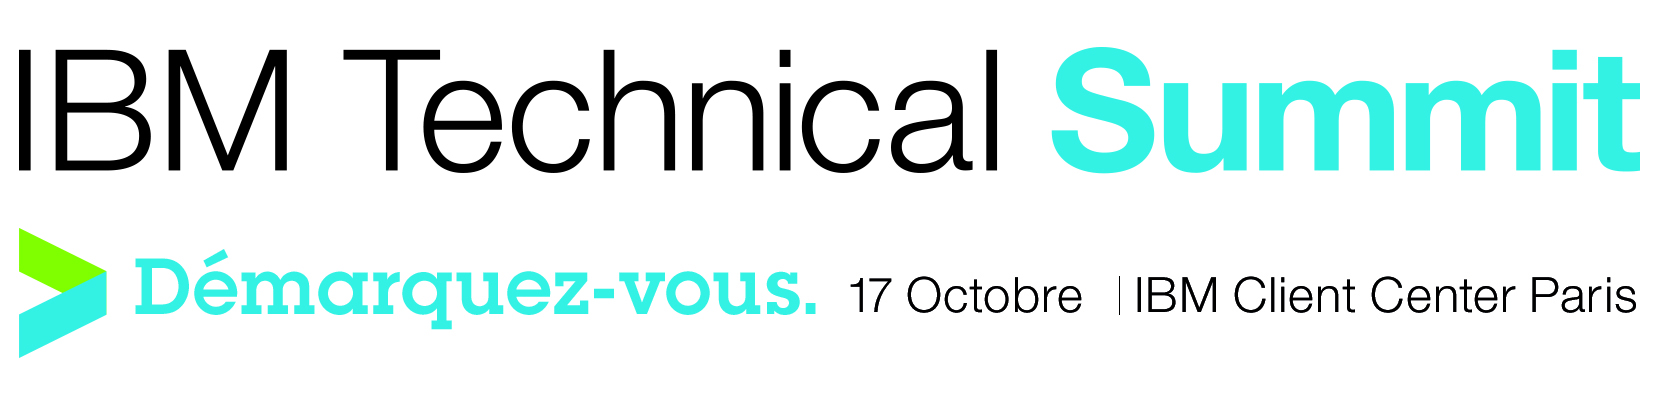 IBM Technical Summit
Démarquez-vous. 17 Octobre | IBM Client Center Paris